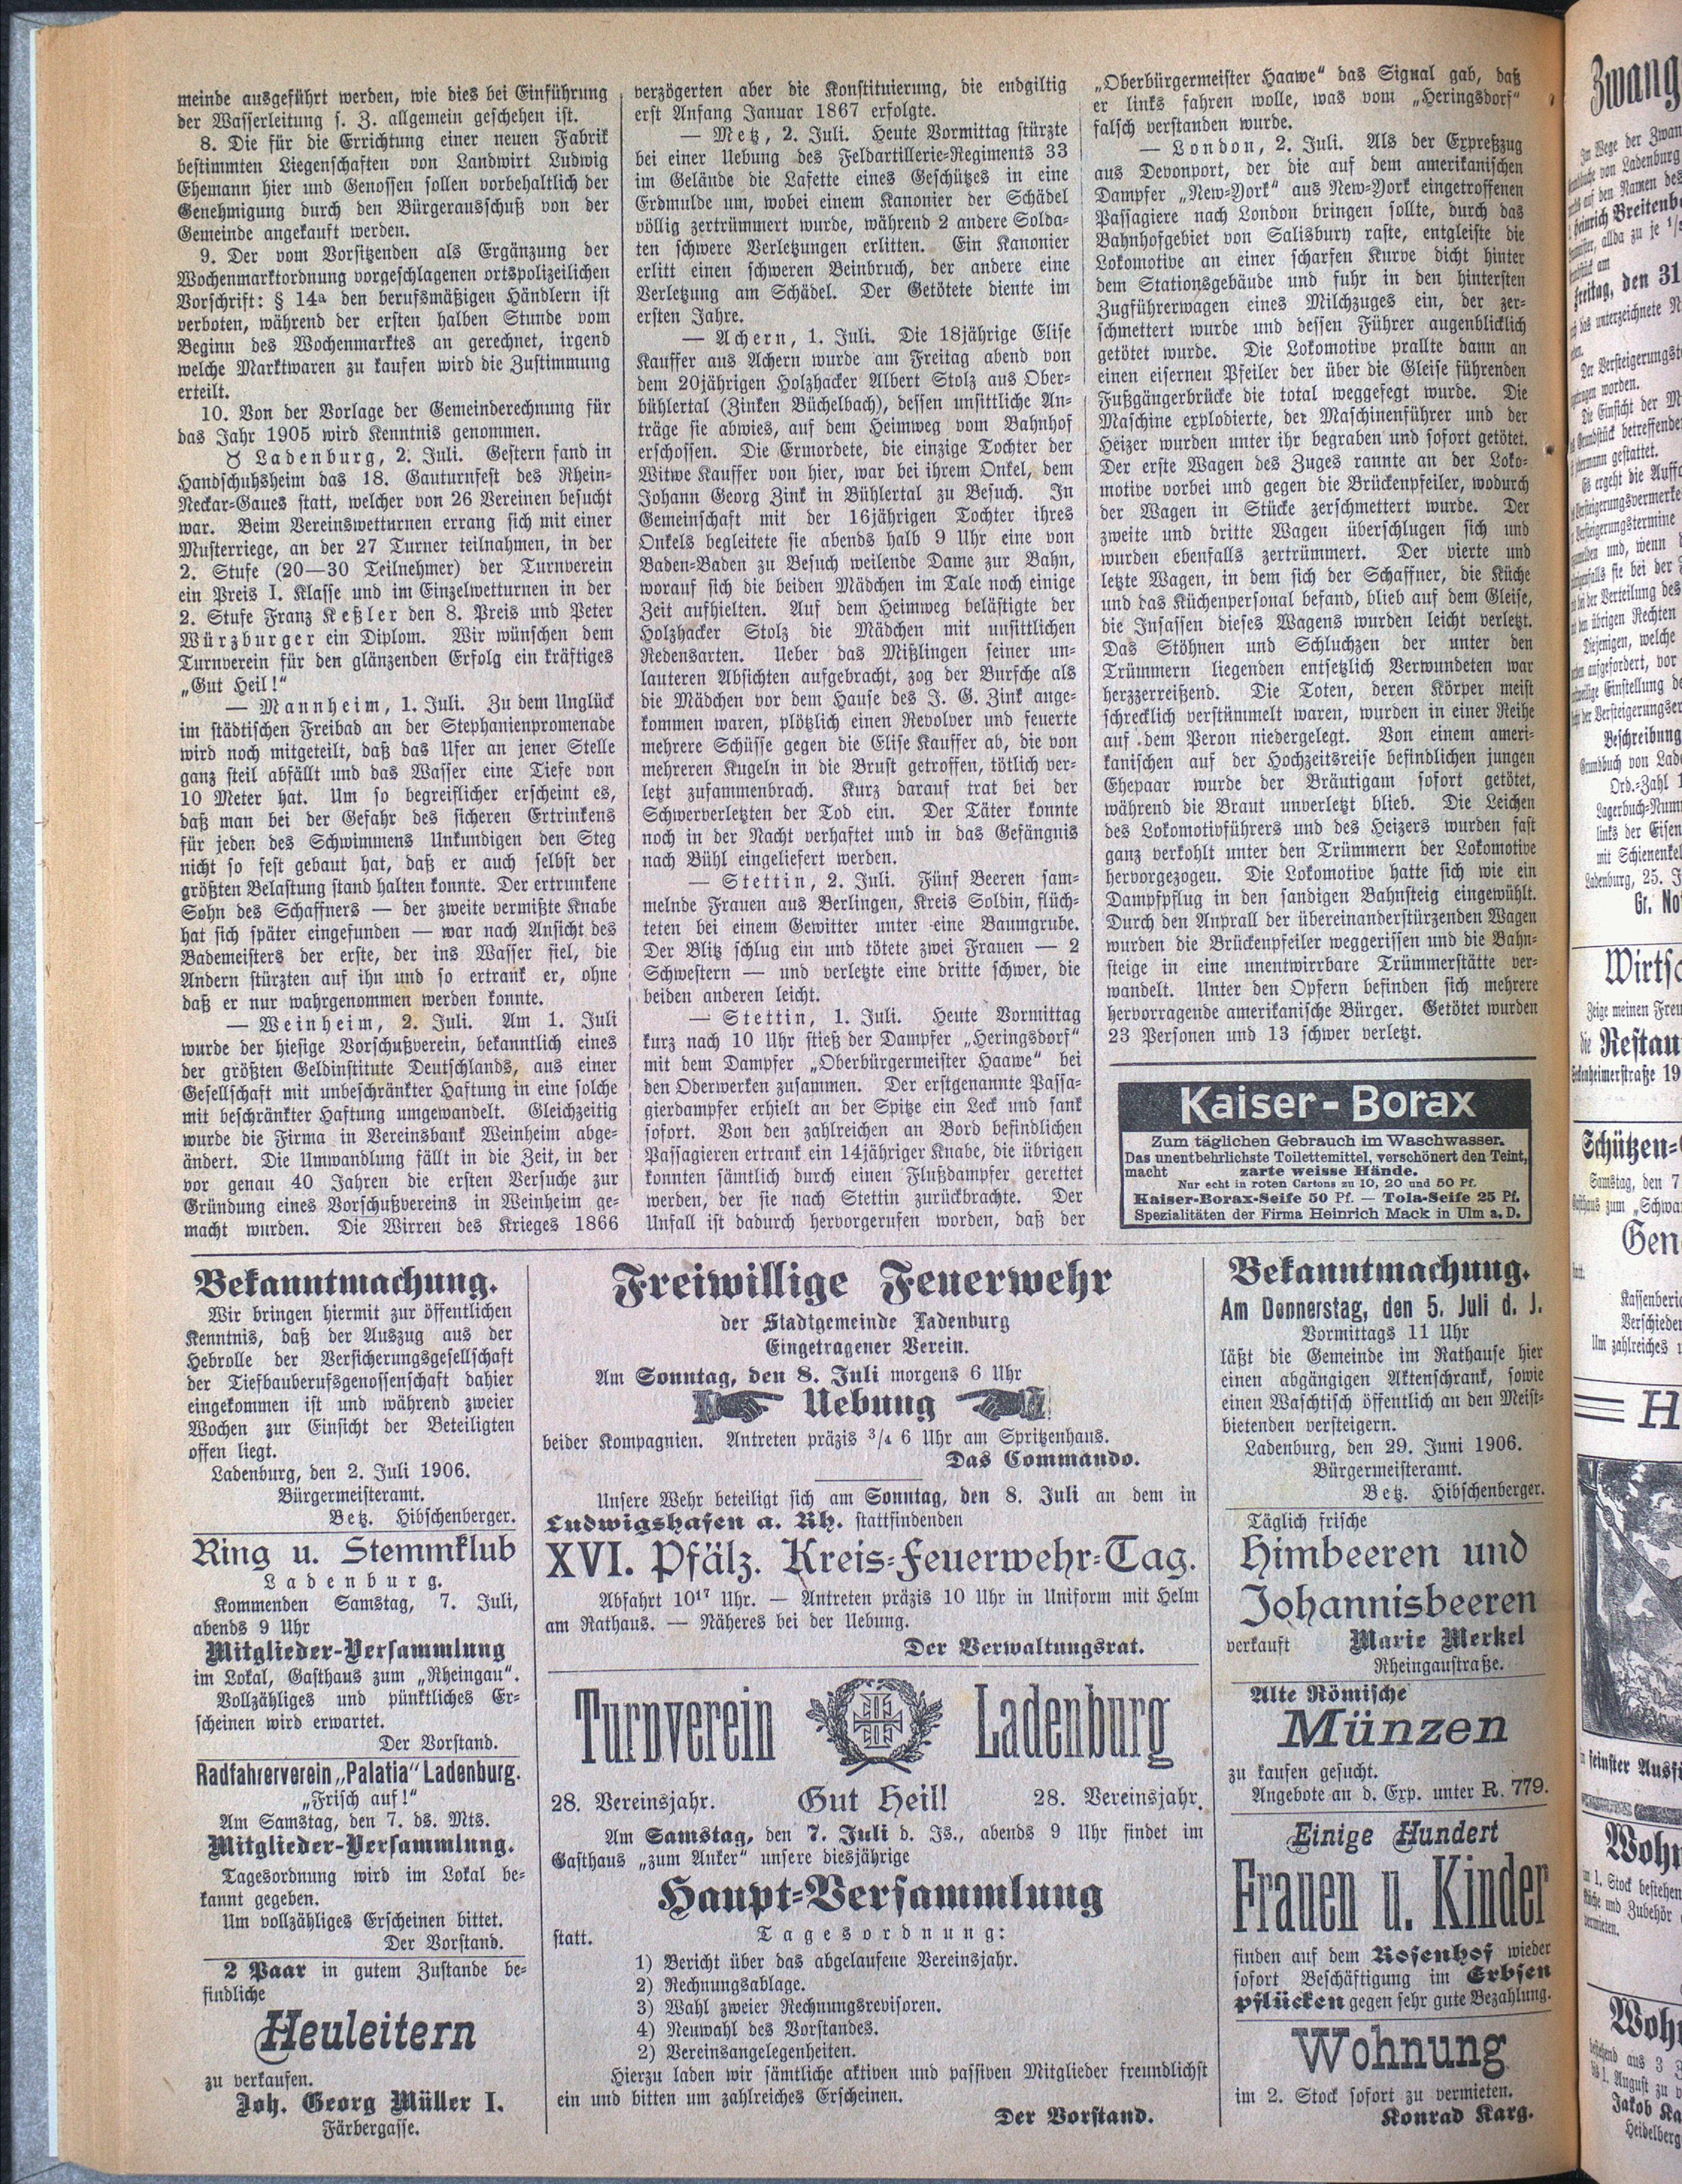 meinde ausgeführt werden, wie dies bei Einführung
der Wasserleitung s. Z. allgemein geschehen ist.
8. Die für die Errichtung einer neuen Fabrik
bestimmten Liegenschaften von Landwirt Ludwig
Ehemann hier und Genossen sollen vorbehaltlich der
Genehmigung durch den Bürgerausschuß von der
Gemeinde angekauft werden.
9. Der vom Vorsitzenden als Ergänzung der
Wochenmarktordnung vorgeschlagenen ortspolizeilichen
Vorschrift: § 14a den berufsmäßigen Händlern ist
verboten, während der ersten halben Stunde vom
Beginn des Wochenmarktes an gerechnet, irgend
welche Marktwaren zu kaufen wird die Zustimmung
erteilt.
10. Von der Vorlage der Gemeinderechnung für
das Jahr 1905 wird Kenntnis genommen.
Ladenburg, 2. Juli. Gestern fand in
Handschuhsheim das 18. Gauturnfest des Rhein-
Neckar-Gaues statt, welcher von 26 Vereinen besucht
war. Beim Vereinswetturnen errang sich mit einer
Musterriege, an der 27 Turner teilnahmen, in der
2. Stufe (20—30 Teilnehmer) der Turnverein
ein Preis I. Klasse und im Einzelwetturnen in der
2. Stufe Franz Keßler den 8. Preis und Peter
Würzburger ein Diplom. Wir wünschen dem
Turnverein für den glänzenden Erfolg ein kräftiges
„Gut Heil!"
— Mannheim, 1. Juli. Zu dem Unglück
im städtischen Freibad an der Stephanienpromenade
wird noch mitgeteilt, daß das Ufer an jener Stelle
ganz steil abfällt und das Wasser eine Tiefe von
10 Meter hat. Um so begreiflicher erscheint es,
daß man bei der Gefahr des sicheren Ertrinkens
für jeden des Schwimmens Unkundigen den Steg
nicht so fest gebaut hat, daß er auch selbst der
größten Belastung stand halten konnte. Der ertrunkene
Sohn des Schaffners — der zweite vermißte Knabe
hat sich später eingefunden — war nach Ansicht des
Bademeisters der erste, der ins Wasser fiel, die
Andern stürzten auf ihn und so ertrank er, ohne
daß er nur wahrgenommen werden konnte.
— Weinheim, 2. Juli. Am 1. Juli
wurde der hiesige Vorschußverein, bekanntlich eines
der größten Geldinstitute Deutschlands, aus einer
Gesellschaft mit unbeschränkter Haftung in eine solche
mit beschränkter Haftung umgewandelt. Gleichzeitig
wurde die Firma in Vereinsbank Weinheim abge-
ändert. Die Umwandlung fällt in die Zeit, in der
vor genau 40 Jahren die ersten Versuche zur
Gründung eines Vorschußvereins in Weinheim ge-
macht wurden. Die Wirren des Krieges 1866
verzögerten aber die Konstituierung, die endgiltig
erst Anfang Januar 1867 erfolgte.
— Metz, 2. Juli. Heute Vormittag stürzte
bei einer Uebung des Feldartillerie-Regiments 33
im Gelände die Lafette eines Geschützes in eine
Erdmulde um, wobei einem Kanonier der Schädel
völlig zertrümmert wurde, während 2 andere Solda-
ten schwere Verletzungen erlitten. Ein Kanonier
erlitt einen schweren Beinbruch, der andere eine
Verletzung am Schädel. Der Getötete diente im
ersten Jahre.
— Achern, 1. Juli. Die 18jährige Elise
Kauffer aus Achern wurde am Freitag abend von
dem 20jährigen Holzhacker Albert Stolz aus Ober-
bühlertal (Zinken Büchelbach), dessen unsittliche An-
träge sie abwies, auf dem Heimweg vom Bahnhof
erschossen. Die Ermordete, die einzige Tochter der
Witwe Kauffer von hier, war bei ihrem Onkel, dem
Johann Georg Zink in Bühlertal zu Besuch. In
Gemeinschaft mit der 16jährigen Tochter ihres
Onkels begleitete sie abends halb 9 Uhr eine von
Baden-Baden zu Besuch weilende Dame zur Bahn,
worauf sich die beiden Mädchen im Tale noch einige
Zeit aufhielten. Auf dem Heimweg belästigte der
Holzhacker Stolz die Mädchen mit unsittlichen
Redensarten. Ueber das Mißlingen seiner un-
lauteren Absichten aufgebracht, zog der Bursche als
die Mädchen vor dem Hause des J. G. Zink ange-
kommen waren, plötzlich einen Revolver und feuerte
mehrere Schüsse gegen die Elise Kauffer ab, die von
mehreren Kugeln in die Brust getroffen, tötlich ver-
letzt zusammenbrach. Kurz darauf trat bei der
Schwerverletzten der Tod ein. Der Täter konnte
noch in der Nacht verhaftet und in das Gefängnis
nach Bühl eingeliefert werden.
— Stettin, 2. Juli. Fünf Beeren sam-
melnde Frauen aus Berlingen, Kreis Soldin, flüch-
teten bei einem Gewitter unter eine Baumgrube.
Der Blitz schlug ein und tötete zwei Frauen — 2
Schwestern — und verletzte eine dritte schwer, die
beiden anderen leicht.
— Stettin, 1. Juli. Heute Vormittag
kurz nach 10 Uhr stieß der Dampfer „Heringsdorf"
mit dem Dampfer „Oberbürgermeister Haawe" bei
den Oderwerken zusammen. Der erstgenannte Passa-
gierdampfer erhielt an der Spitze ein Leck und sank
sofort. Von den zahlreichen an Bord befindlichen
Passagieren ertrank ein 14jähriger Knabe, die übrigen
konnten sämtlich durch einen Flußdampfer gerettet
werden, der sie nach Stettin zurückbrachte. Der
Unfall ist dadurch hervorgerufen worden, daß der
„Oberbürgermeister Haawe" das Signal gab, daß
er links fahren wolle, was vom „Heringsdorf"
falsch verstanden wurde.
— London, 2. Juli. Als der Expreßzug
aus Devonport, der die auf dem amerikanischen
Dampfer „New-York" aus New-York eingetroffenen
Passagiere nach London bringen sollte, durch das
Bahnhofgebiet von Salisbury raste, entgleiste die
Lokomotive an einer scharfen Kurve dicht hinter
dem Stationsgebäude und fuhr in den hintersten
Zugführerwagen eines Milchzuges ein, der zer-
schmettert wurde und dessen Führer augenblicklich
getötet wurde. Die Lokomotive prallte dann an
einen eisernen Pfeiler der über die Gleise führenden
Fußgängerbrücke die total weggefegt wurde. Die
Maschine explodierte, der Maschinenführer und der
Heizer wurden unter ihr begraben und sofort getötet.
Der erste Wagen des Zuges rannte an der Loko-
motive vorbei und gegen die Brückenpfeiler, wodurch
der Wagen in Stücke zerschmettert wurde. Der
zweite und dritte Wagen überschlugen sich und
wurden ebenfalls zertrümmert. Der vierte und
letzte Wagen, in dem sich der Schaffner, die Küche
und das Küchenpersonal befand, blieb auf dem Gleise,
die Insassen dieses Wagens wurden leicht verletzt.
Das Stöhnen und Schluchzen der unter den
Trümmern liegenden entsetzlich Verwundeten war
herzzerreißend. Die Toten, deren Körper meist
schrecklich verstümmelt waren, wurden in einer Reihe
auf dem Peron niedergelegt. Von einem ameri-
kanischen auf der Hochzeitsreise befindlichen jungen
Ehepaar wurde der Bräutigam sofort getötet,
während die Braut unverletzt blieb. Die Leichen
des Lokomotivführers und des Heizers wurden fast
ganz verkohlt unter den Trümmern der Lokomotive
hervorgezogen. Die Lokomotive hatte sich wie ein
Dampfpflug in den sandigen Bahnsteig eingewühlt.
Durch den Anprall der übereinanderstürzenden Wagen
wurden die Brückenpfeiler weggerissen und die Bahn-
steige in eine unentwirrbare Trümmerstätte ver-
wandelt. Unter den Opfern befinden sich mehrere
hervorragende amerikanische Bürger. Getötet wurden
23 Personen und 13 schwer verletzt.
Kaiser-Borax
Zum täglichen Gebrauch im Waschwasser.
Das unentbehrlichste Toilettemittel, verschönert den Teint,
macht zarte weisse Hände.
Nur echt in roten Cartons zu 10, 20 und 50 Pf.
Kaiser-Borax-Seife 50 Pf. — Tola-Seife 25 Pf.
Spezialitäten der Firma Heinrich Mack in Ulm a. D.
Bekanntmachung.
Wir bringen hiermit zur öffentlichen
Kenntnis, daß der Auszug aus der
Hebrolle der Versicherungsgesellschaft
der Tiefbauberufsgenossenschaft dahier
eingekommen ist und während zweier
Wochen zur Einsicht der Beteiligten
offen liegt.
Ladenburg, den 2. Juli 1906.
Bürgermeisteramt.
Betz. Hibschenberger.
Ring u. Stemmklub
Ladenburg.
Kommenden Samstag, 7. Juli,
abends 9 Uhr
Mitglieder-Versammlung
im Lokal, Gasthaus zum „Rheingau".
Vollzähliges und pünktliches Er-
scheinen wird erwartet.
Der Vorstand.
Radfahrerverein „Palatia" Ladenburg.
„Frisch auf!"
Am Samstag, den 7. ds. Mts.
Mitglieder-Versammlung.
Tagesordnung wird im Lokal be-
kannt gegeben.
Um vollzähliges Erscheinen bittet.
Der Vorstand.
2 Paar in gutem Zustande be-
findliche
Heuleitern
zu verkaufen.
Joh. Georg Müller I.
Färbergasse.
Freiwillige Feuerwehr
der Stadtgemeinde Ladenburg
Eingetragener Verein.
Am Sonntag, den 8. Juli morgens 6 Uhr
Uebung
beider Kompagnien. Antreten präzis 3/4 6 Uhr am Spritzenhaus.
Das Commando.
Unsere Wehr beteiligt sich am Sonntag, den 8. Juli an dem in
Ludwigshafen a. Rh. stattfindenden
XVI. Pfälz. Kreis-Feuerwehr-Tag.
Abfahrt 10¹⁷ Uhr. — Antreten präzis 10 Uhr in Uniform mit Helm
am Rathaus. — Näheres bei der Uebung.
Der Verwaltungsrat.
Turnverein Ladenburg
28. Vereinsjahr. Gut Heil! 28. Vereinsjahr.
Am Samstag, den 7. Juli d. Js., abends 9 Uhr findet im
Gasthaus „zum Anker" unsere diesjährige
Haupt-Versammlung
statt. Tagesordnung:
1) Bericht über das abgelaufene Vereinsjahr.
2) Rechnungsablage.
3) Wahl zweier Rechnungsrevisoren.
4) Neuwahl des Vorstandes.
2) Vereinsangelegenheiten.
Hierzu laden wir sämtliche aktiven und passiven Mitglieder freundlichst
ein und bitten um zahlreiches Erscheinen.
Der Vorstand.
Bekanntmachung.
Am Donnerstag, den 5. Juli d. J.
Vormittags 11 Uhr
läßt die Gemeinde im Rathause hier
einen abgängigen Aktenschrank, sowie
einen Waschtisch öffentlich an den Meist-
bietenden versteigern.
Ladenburg, den 29. Juni 1906.
Bürgermeisteramt.
Betz. Hibschenberger.
Täglich frische
Himbeeren und
Johannisbeeren
verkauft Marie Merkel
Rheingaustraße.
Alte Römische
Münzen
zu kaufen gesucht.
Angebote an d. Exp. unter R. 779.
Einige Hundert
Frauen u. Kinder
finden auf dem Rosenhof wieder
sofort Beschäftigung im Erbsen
pflücken gegen sehr gute Bezahlung.
Wohnung
im 2. Stock sofort zu vermieten.
Konrad Karg.